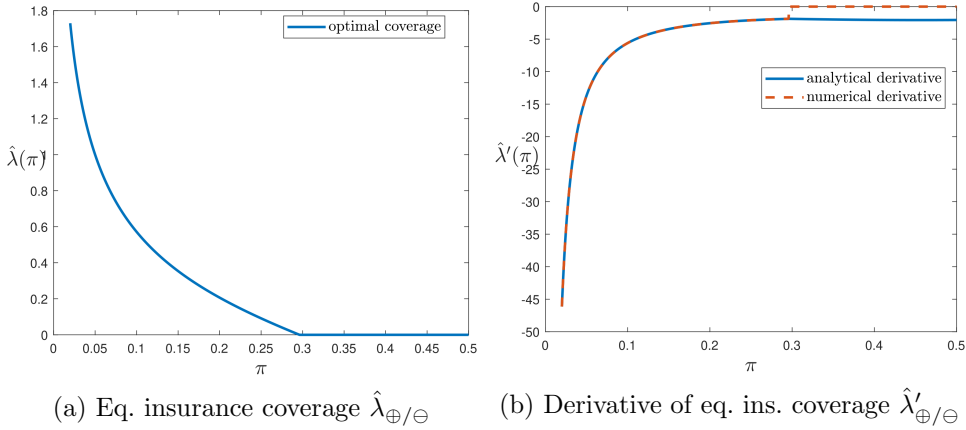 1.8
1.6
1.4
1.2
1
0.8
0.6
0.4
0.2
0
λ̂(π)
optimal coverage
0 0.05 0.1 0.15 0.2 0.25 0.3 0.35 0.4 0.45 0.5
π
(a) Eq. insurance coverage λ̂⊕/⊖
0
-5
-10
-15
-20
-25
-30
-35
-40
-45
-50
λ̂′(π)
analytical derivative
numerical derivative
0 0.1 0.2 0.3 0.4 0.5
π
(b) Derivative of eq. ins. coverage λ̂′⊕/⊖